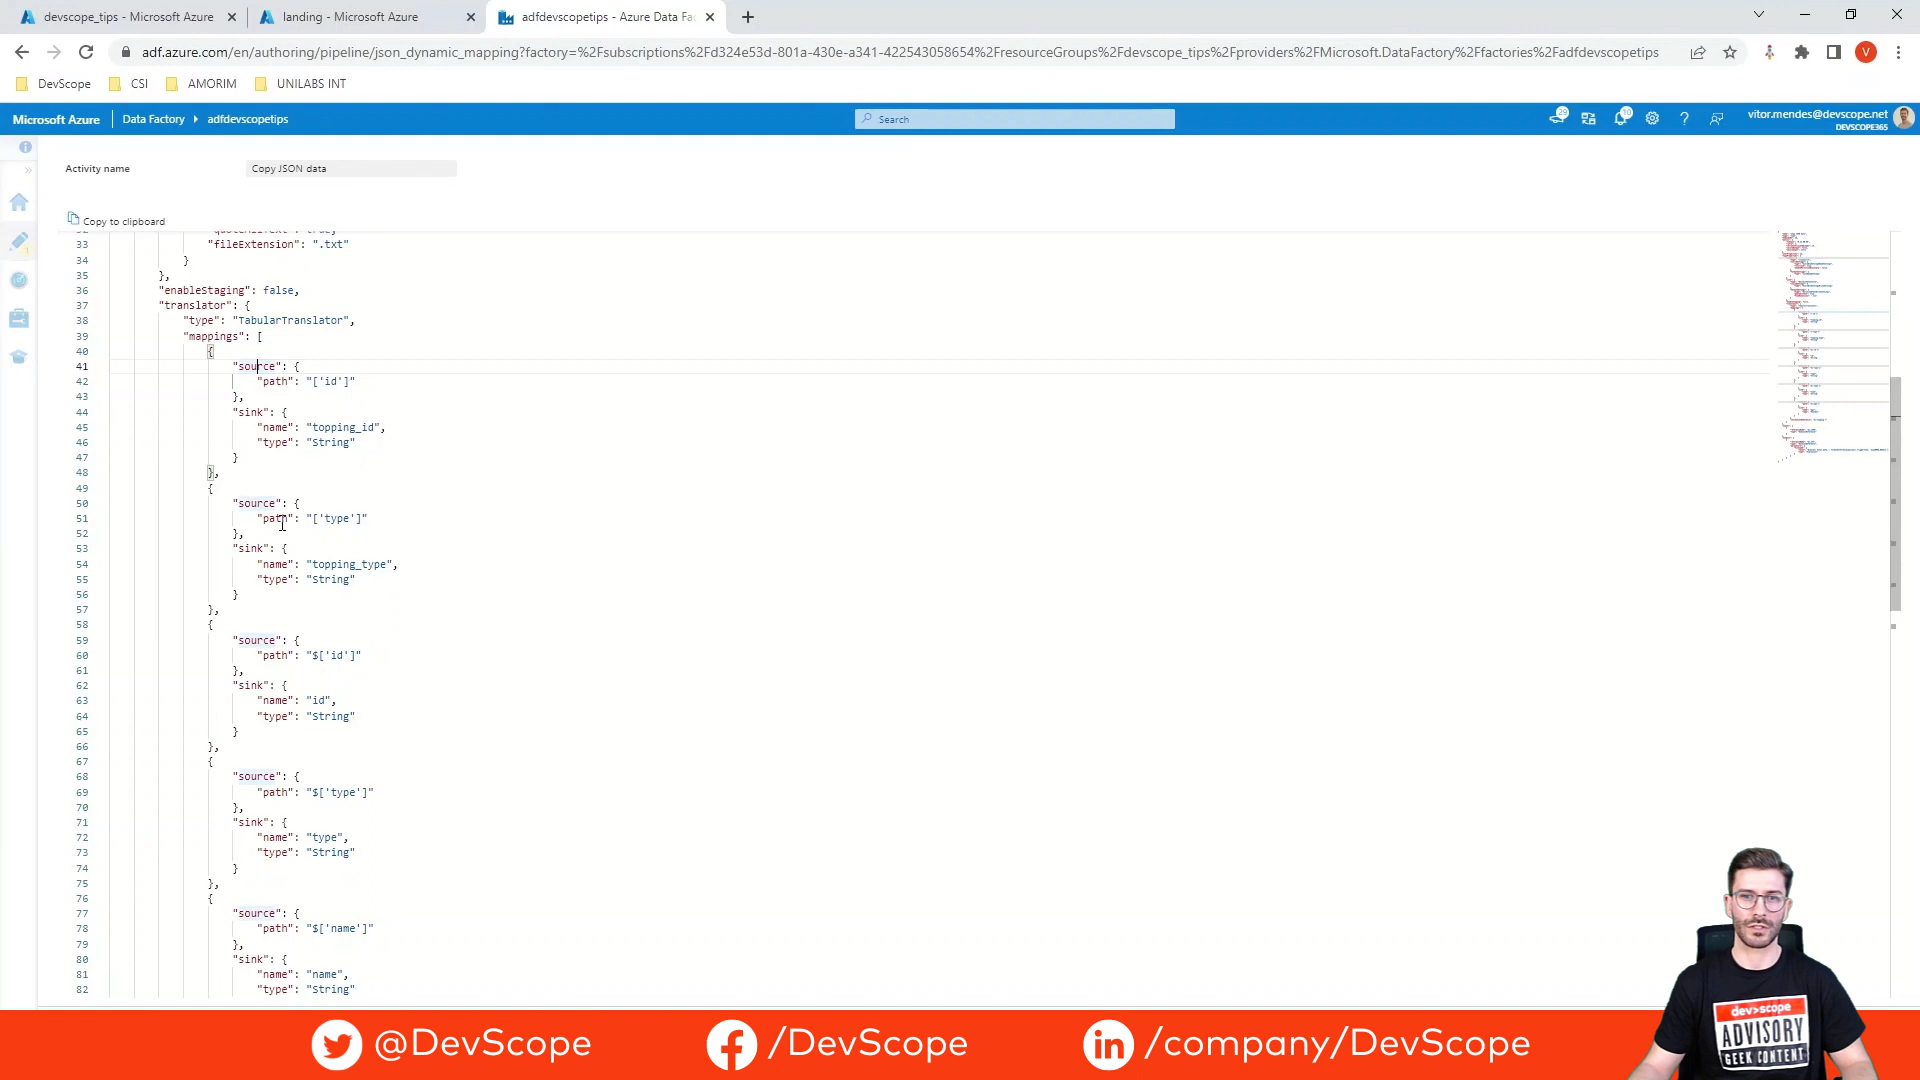 devscope_tips - Microsoft Azure
landing - Microsoft Azure
adfdevscopetips - Azure Data Fa
adf.azure.com/en/authoring/pipeline/json_dynamic_mapping?factory=%2Fsubscriptions%2Fd324e53d-801a-430e-a341-422543058654%2FresourceGroups%2Fdevscope_tips%2Fproviders%2FMicrosoft.DataFactory%2Ffactories%2Fadfdevscopetips
V
DevScope
CSI
AMORIM
UNILABS INT
Microsoft Azure
Data Factory
adfdevscopetips
Search
29
10
vitor.mendes@devscope.net
DEVSCOPE365
Activity name
Copy JSON data
Copy to clipboard
33 "fileExtension": ".txt"
34 }
35 },
36 "enableStaging": false,
37 "translator": {
38 "type": "TabularTranslator",
39 "mappings": [
40 {
41 "source": {
42 "path": "['id']"
43 },
44 "sink": {
45 "name": "topping_id",
46 "type": "String"
47 }
48 },
49 {
50 "source": {
51 "path": "['type']"
52 },
53 "sink": {
54 "name": "topping_type",
55 "type": "String"
56 }
57 },
58 {
59 "source": {
60 "path": "$['id']"
61 },
62 "sink": {
63 "name": "id",
64 "type": "String"
65 }
66 },
67 {
68 "source": {
69 "path": "$['type']"
70 },
71 "sink": {
72 "name": "type",
73 "type": "String"
74 }
75 },
76 {
77 "source": {
78 "path": "$['name']"
79 },
80 "sink": {
81 "name": "name",
82 "type": "String"
dev>scope
ADVISORY
GEEK CONTENT
@DevScope
/DevScope
/company/DevScope